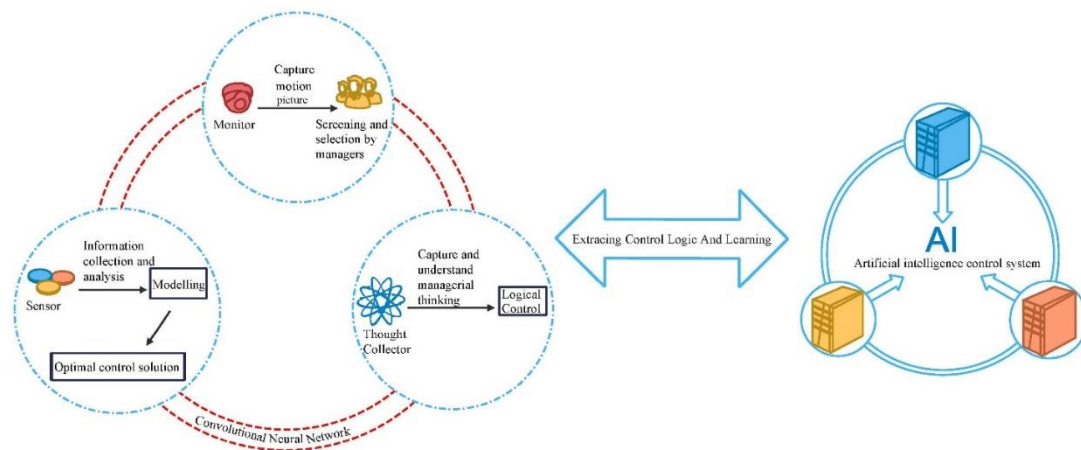 Capture
motion
picture
Monitor
Screening and
selection by
managers
Information
collection and
analysis
Modelling
Sensor
Optimal control solution
Capture and
understand
managerial
thinking
Logical
Control
Thought
Collector
Convolutional Neural Network
Extracing Control Logic And Learning
AI
Artificial intelligence control system